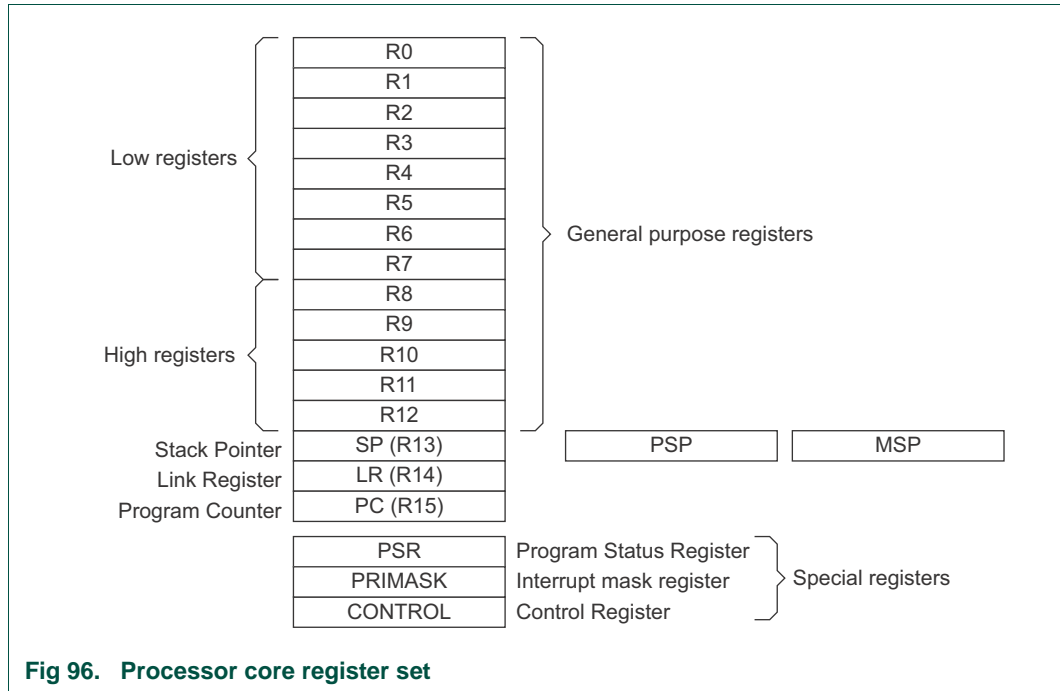 R0
R1
R2
R3
Low registers
R4
R5
R6
General purpose registers
R7
R8
R9
High registers
R10
R11
R12
Stack Pointer SP (R13) PSP MSP
Link Register LR (R14)
Program Counter PC (R15)
PSR Program Status Register
PRIMASK Interrupt mask register Special registers
CONTROL Control Register
Fig 96. Processor core register set